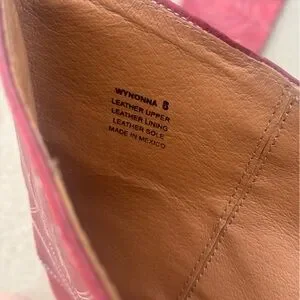 WYNONNA 8
LEATHER UPPER
LEATHER LINING
LEATHER SOLE
MADE IN MEXICO